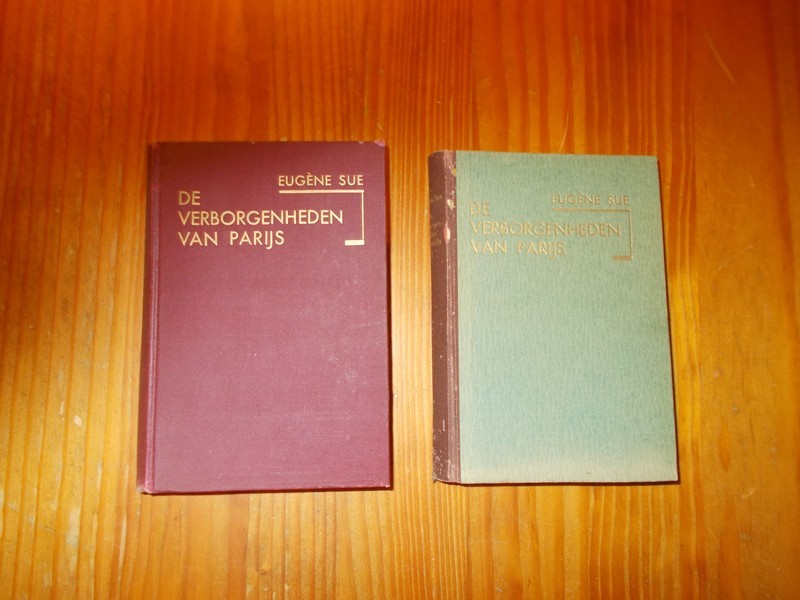 EUGÈNE SUE
DE
VERBORGENHEDEN
VAN PARIJS
EUGÈNE SUE
DE
VERBORGENHEDEN
VAN PARIJS